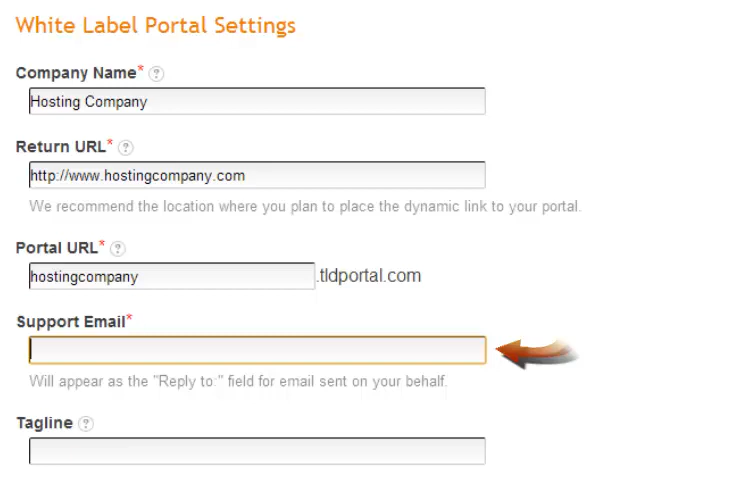 White Label Portal Settings
Company Name* ?
Hosting Company
Return URL* ?
http://www.hostingcompany.com
We recommend the location where you plan to place the dynamic link to your portal.
Portal URL* ?
hostingcompany .tldportal.com
Support Email*
Will appear as the "Reply to:" field for email sent on your behalf.
Tagline ?